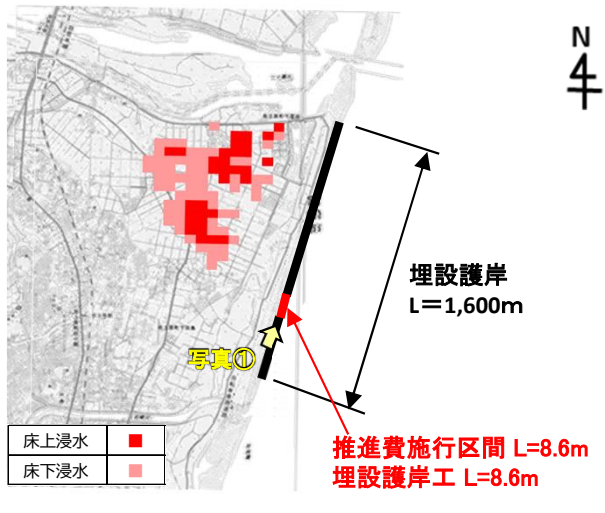 N
埋設護岸
L＝1,600m
写真①
推進費施行区間 L=8.6m
埋設護岸工 L=8.6m
床上浸水
床下浸水